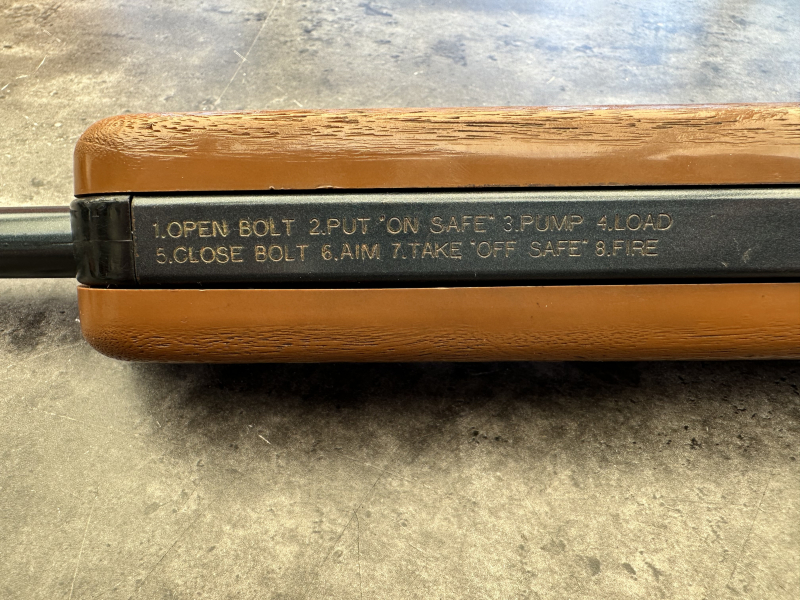 1.OPEN BOLT 2.PUT "ON SAFE" 3.PUMP 4.LOAD
5.CLOSE BOLT 6.AIM 7.TAKE "OFF SAFE" 8.FIRE